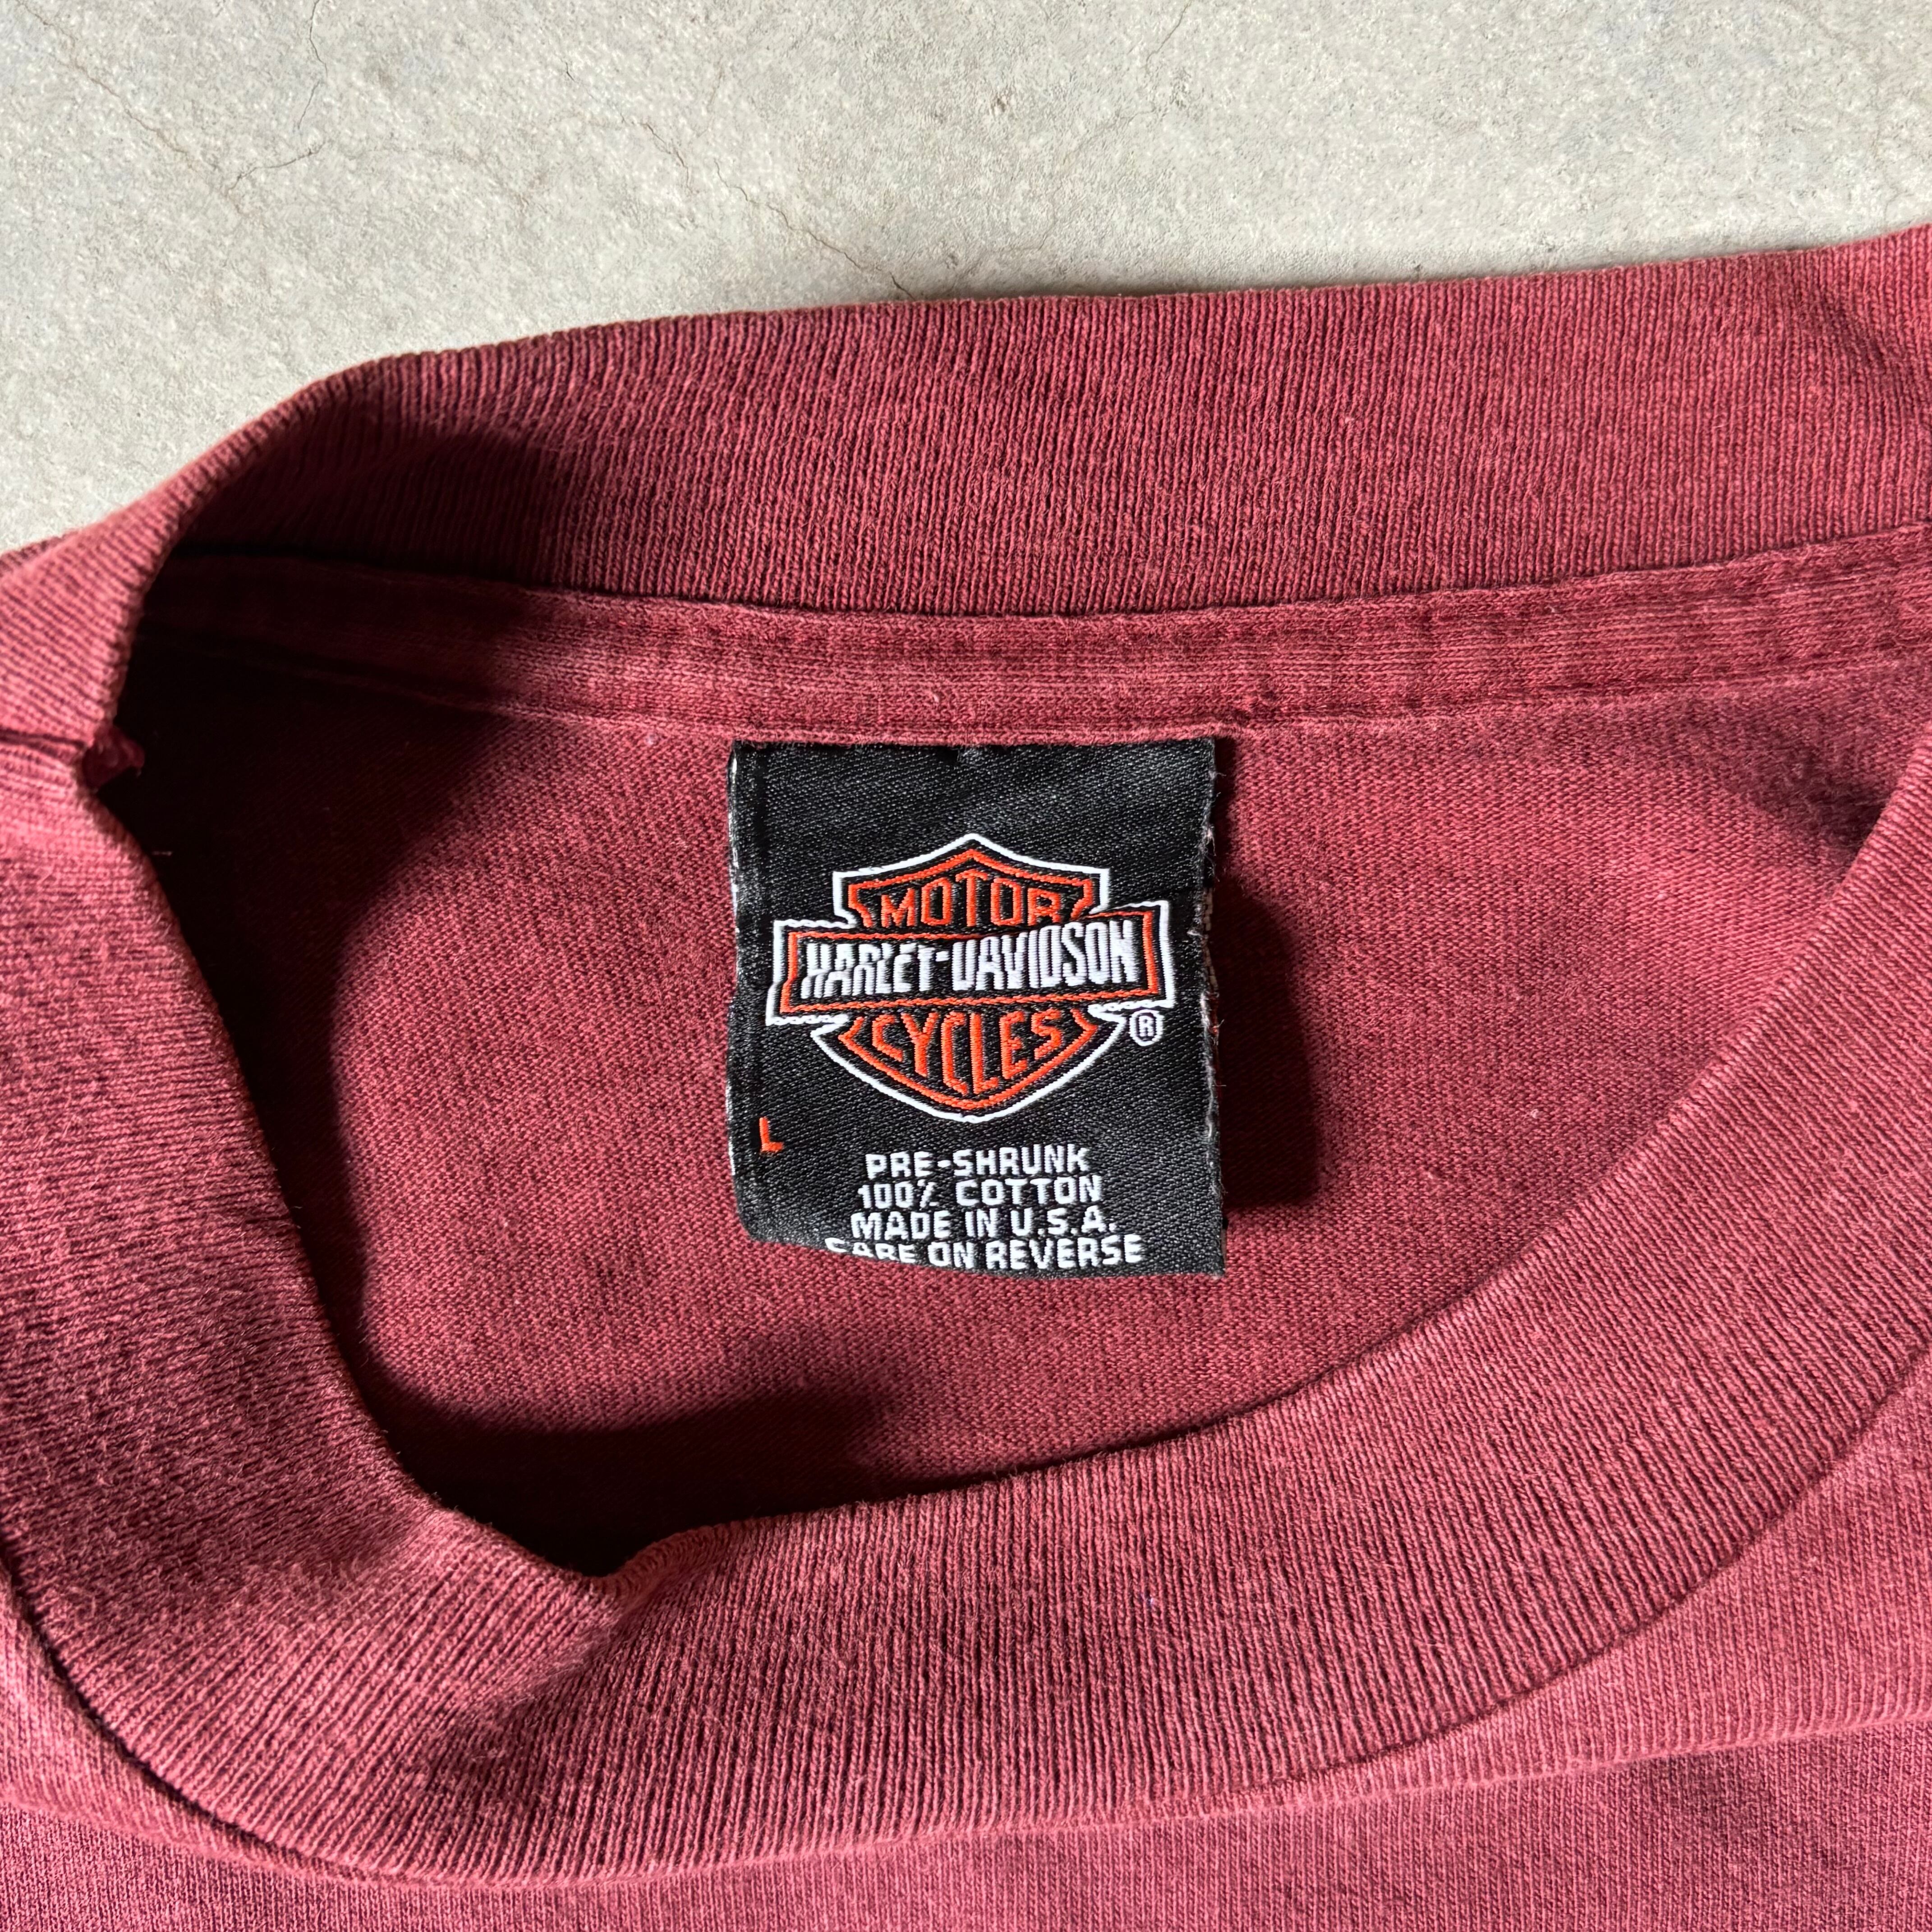 MOTOR
HARLEY-DAVIDSON
CYCLES
®
L
PRE-SHRUNK
100% COTTON
MADE IN U.S.A.
CARE ON REVERSE